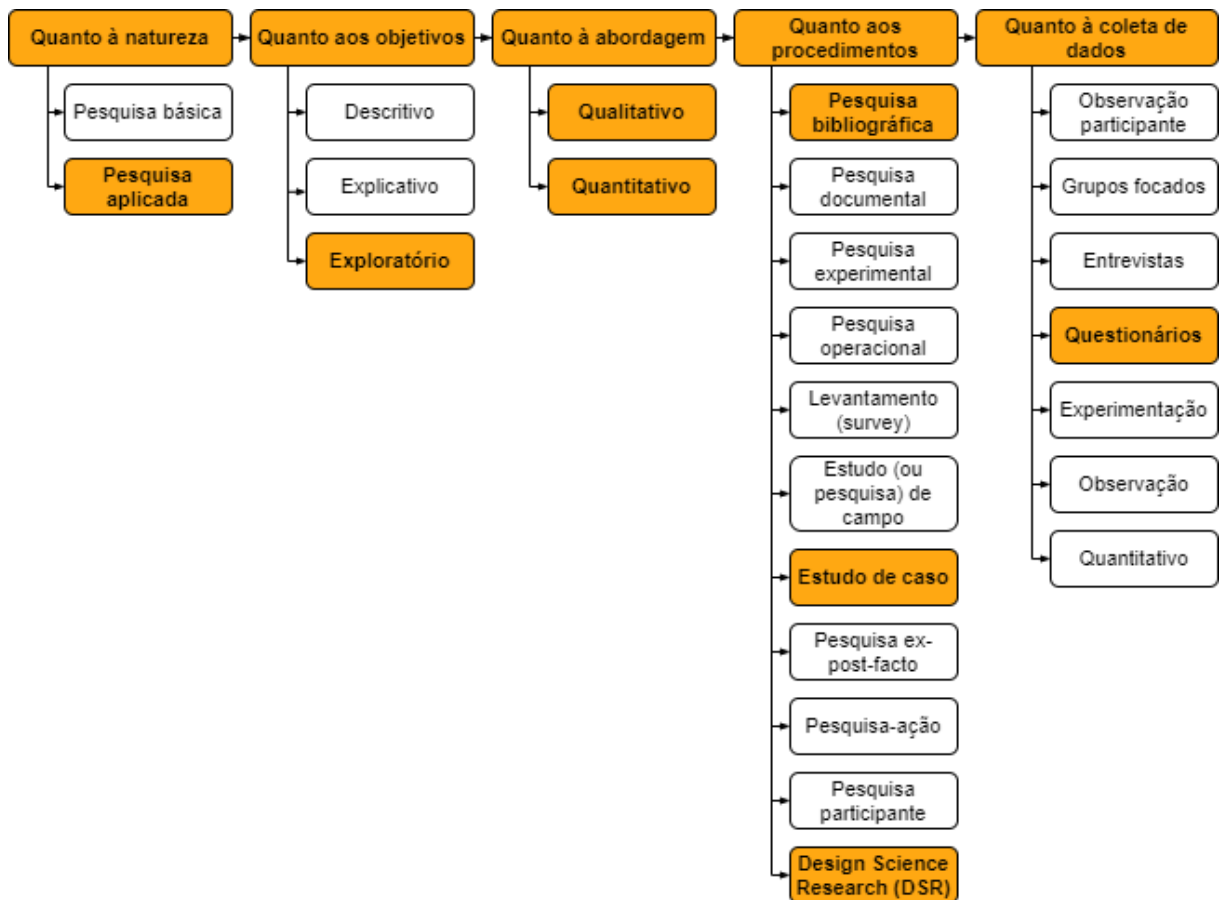 Quanto à natureza
Pesquisa básica
Pesquisa
aplicada
Quanto aos objetivos
Descritivo
Explicativo
Exploratório
Quanto à abordagem
Qualitativo
Quantitativo
Quanto aos
procedimentos
Pesquisa
bibliográfica
Pesquisa
documental
Pesquisa
experimental
Pesquisa
operacional
Levantamento
(survey)
Estudo (ou
pesquisa) de
campo
Estudo de caso
Pesquisa ex-
post-facto
Pesquisa-ação
Pesquisa
participante
Design Science
Research (DSR)
Quanto à coleta de
dados
Observação
participante
Grupos focados
Entrevistas
Questionários
Experimentação
Observação
Quantitativo